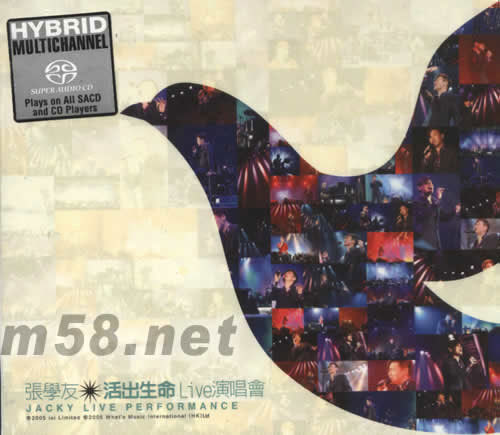 HYBRID
MULTICHANNEL
SUPER AUDIO CD
Plays on All SACD
and CD Players
m58.net
張學友 活出生命 Live演唱會
JACKY LIVE PERFORMANCE